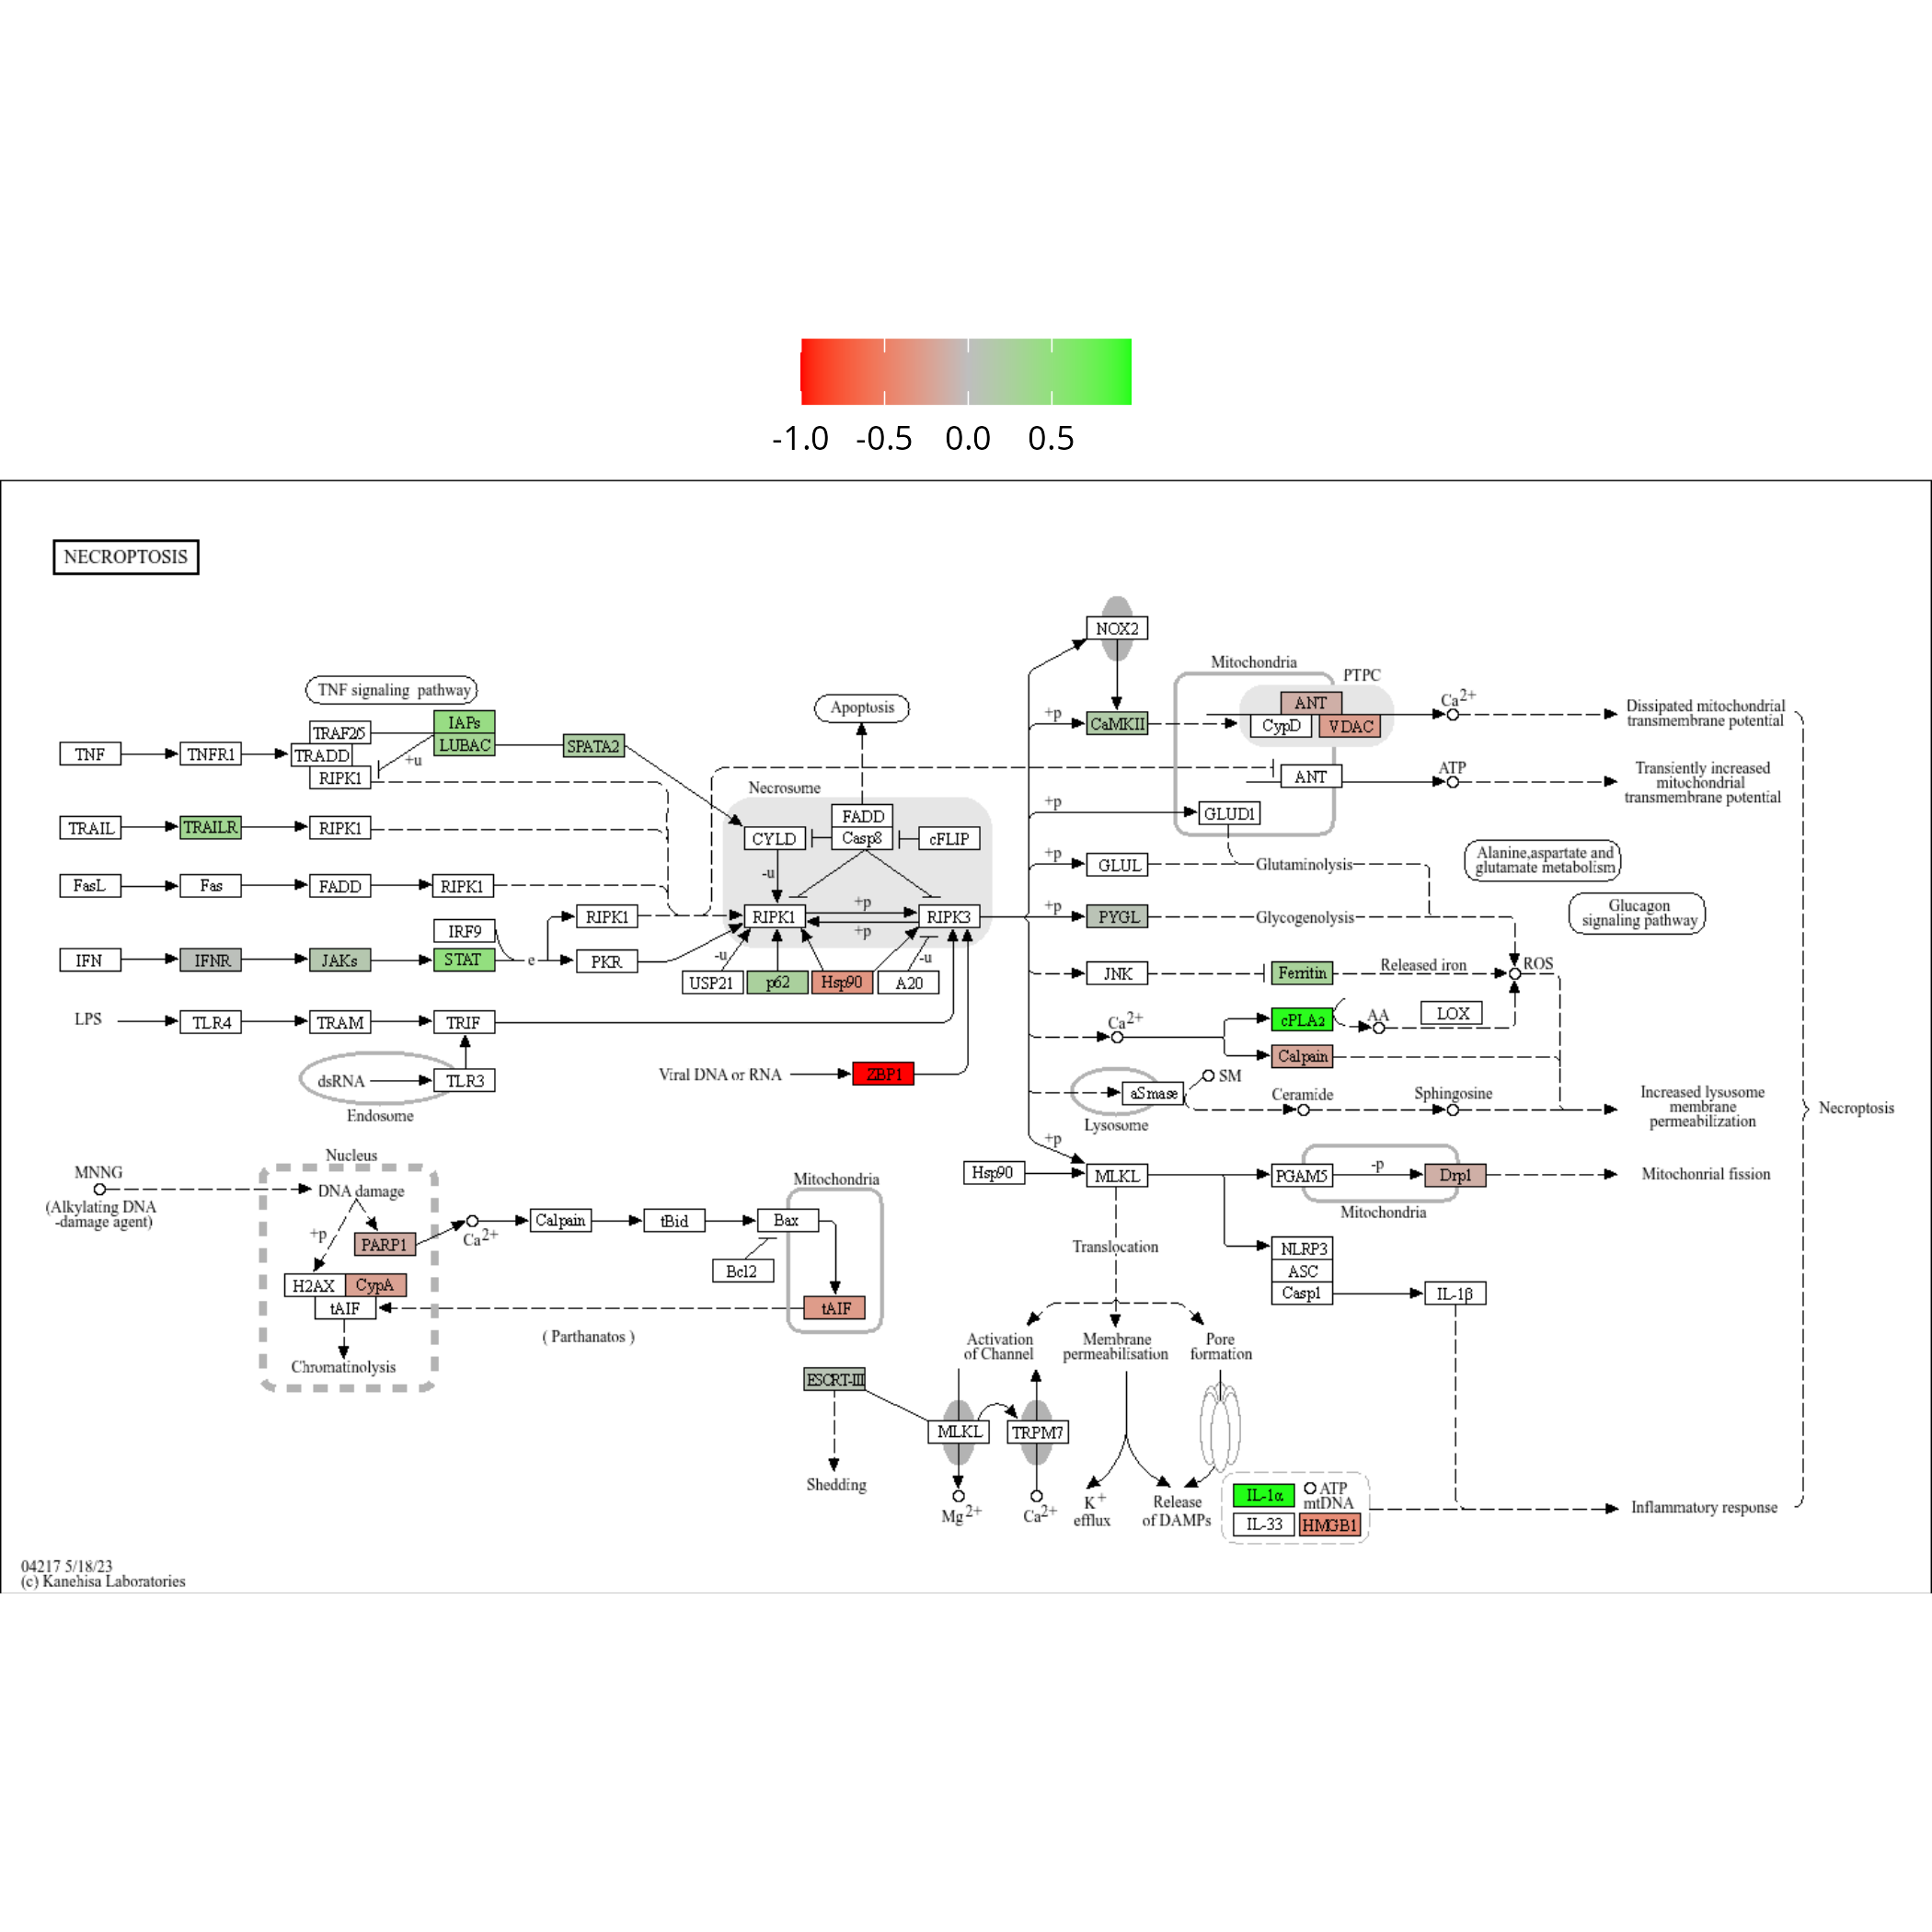 -1.0 -0.5 0.0 0.5
NECROPTOSIS
NOX2
Mitochondria
PTPC
TNF signaling pathway
Apoptosis
ANT
Ca2+
Dissipated mitochondrial
transmembrane potential
IAPs
TRAF2/5
LUBAC
SPATA2
+p
CaMKII
CypD
VDAC
TNF
TNFR1
TRADD
+u
RIPK1
ANT
ATP
Transiently increased
mitochondrial
transmembrane potential
Necrosome
FADD
+p
GLUD1
TRAIL
TRAILR
RIPK1
CYLD
Casp8
cFLIP
+p
GLUL
Glutaminolysis
Alanine,aspartate and
glutamate metabolism
-u
FasL
Fas
FADD
RIPK1
+p
RIPK1
RIPK1
RIPK3
+p
+p
PYGL
Glycogenolysis
Glucagon
signaling pathway
IRF9
IFN
IFNR
JAKs
STAT
e
PKR
-u
-u
USP21
p62
Hsp90
A20
JNK
Ferritin
Released iron
ROS
LPS
TLR4
TRAM
TRIF
Ca2+
cPLA2
AA
LOX
Calpain
dsRNA
TLR3
Endosome
Viral DNA or RNA
ZBP1
SM
aSmase
Lysosome
Ceramide
Sphingosine
Increased lysosome
membrane
permeabilization
Necroptosis
+p
Hsp90
MLKL
PGAM5
-p
Drp1
Mitochonrial fission
Mitochondria
MNNG
(Alkylating DNA
-damage agent)
Nucleus
DNA damage
+p
PARP1
Ca2+
Calpain
tBid
Bax
Mitochondria
Bcl2
H2AX
CypA
tAIF
tAIF
( Parthanatos )
Chromatinolysis
Translocation
NLRP3
ASC
Casp1
IL-1β
Activation
of Channel
Membrane
permeabilisation
Pore
formation
ESCRT-III
MLKL
TRPM7
Shedding
Mg2+
Ca2+
K+
efflux
Release
of DAMPs
IL-1α
ATP
mtDNA
IL-33
HMGB1
Inflammatory response
04217 5/18/23
(c) Kanehisa Laboratories